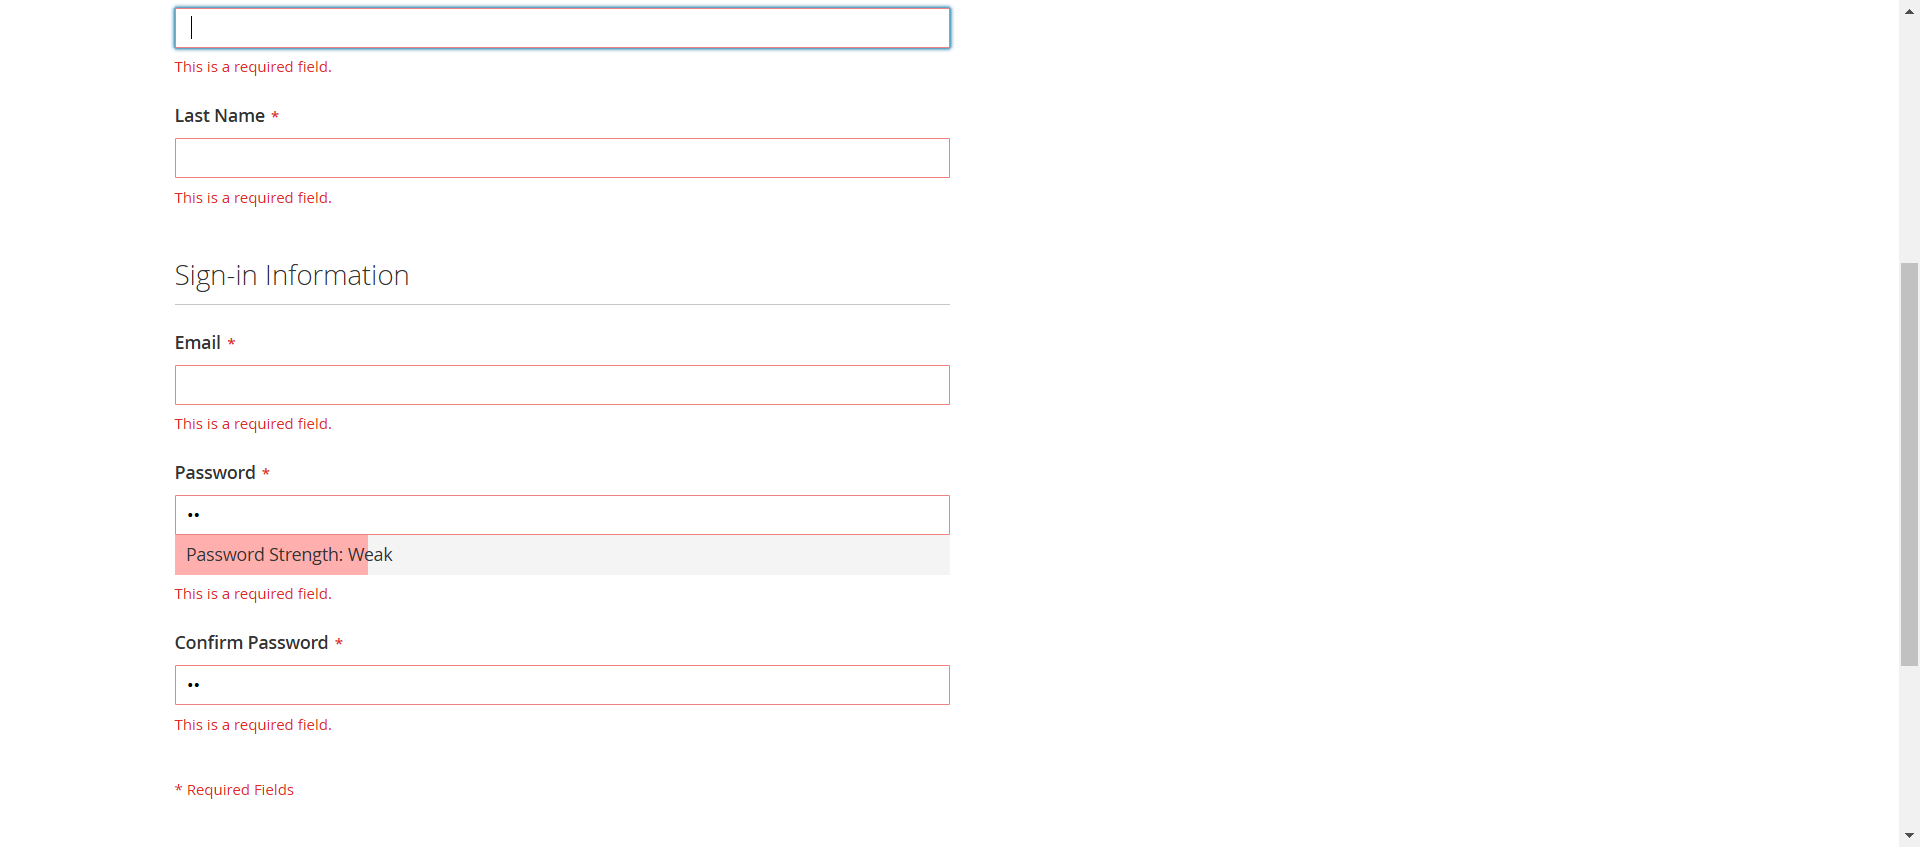 This is a required field.
Last Name *
This is a required field.
Sign-in Information
Email *
This is a required field.
Password *
••
Password Strength: Weak
This is a required field.
Confirm Password *
••
This is a required field.
* Required Fields